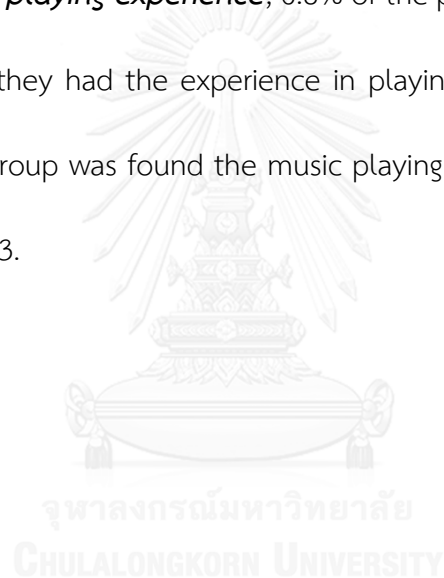 playing experience, 6.8% of the p
they had the experience in playin
roup was found the music playing
3.
จุฬาลงกรณ์มหาวิทยาลัย
CHULALONGKORN UNIVERSITY